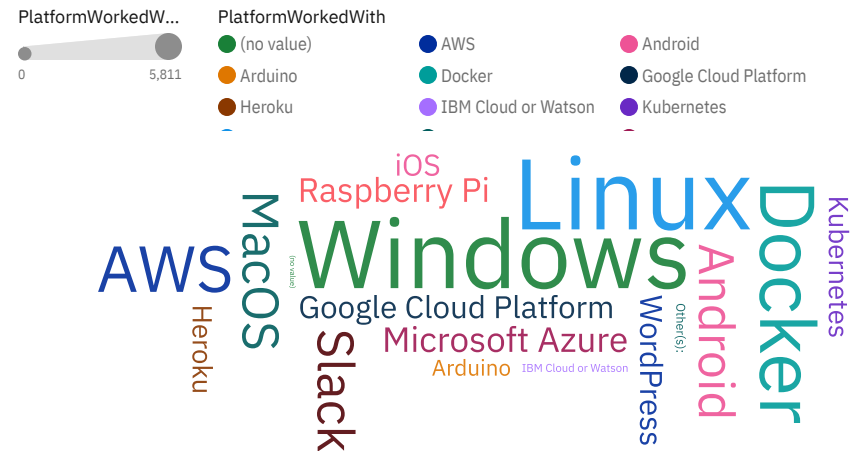 PlatformWorkedW...
PlatformWorkedWith
0
5,811
(no value)
AWS
Android
Arduino
Docker
Google Cloud Platform
Heroku
IBM Cloud or Watson
Kubernetes
iOS
Raspberry Pi
Linux
Windows
AWS
MacOS
(no value)
Docker
Kubernetes
Android
Google Cloud Platform
Heroku
Slack
Microsoft Azure
WordPress
Other(s):
Arduino
IBM Cloud or Watson